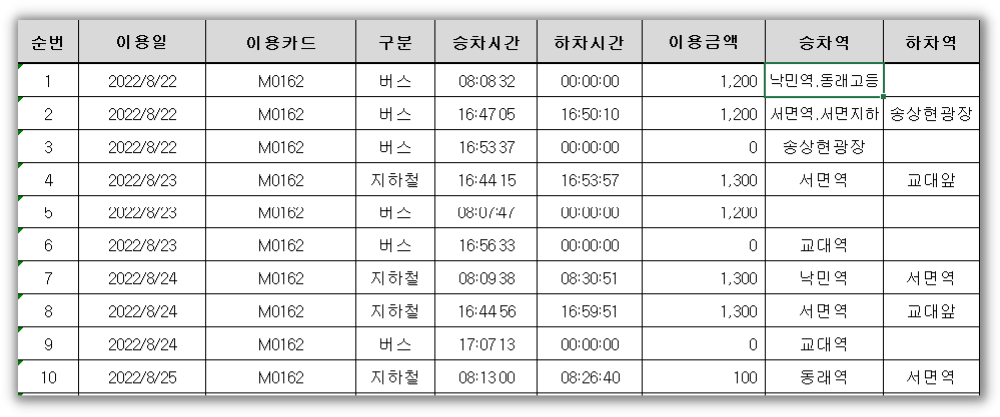 순번 이용일 이용카드 구분 승차시간 하차시간 이용금액 승차역 하차역
1 2022/8/22 M0162 버스 08:08:32 00:00:00 1,200 낙민역.동래고등
2 2022/8/22 M0162 버스 16:47:05 16:50:10 1,200 서면역.서면지하 송상현광장
3 2022/8/22 M0162 버스 16:53:37 00:00:00 0 송상현광장
4 2022/8/23 M0162 지하철 16:44:15 16:53:57 1,300 서면역 교대앞
5 2022/8/23 M0162 버스 08:07:47 00:00:00 1,200
6 2022/8/23 M0162 버스 16:56:33 00:00:00 0 교대역
7 2022/8/24 M0162 지하철 08:09:38 08:30:51 1,300 낙민역 서면역
8 2022/8/24 M0162 지하철 16:44:56 16:59:51 1,300 서면역 교대앞
9 2022/8/24 M0162 버스 17:07:13 00:00:00 0 교대역
10 2022/8/25 M0162 지하철 08:13:00 08:26:40 100 동래역 서면역